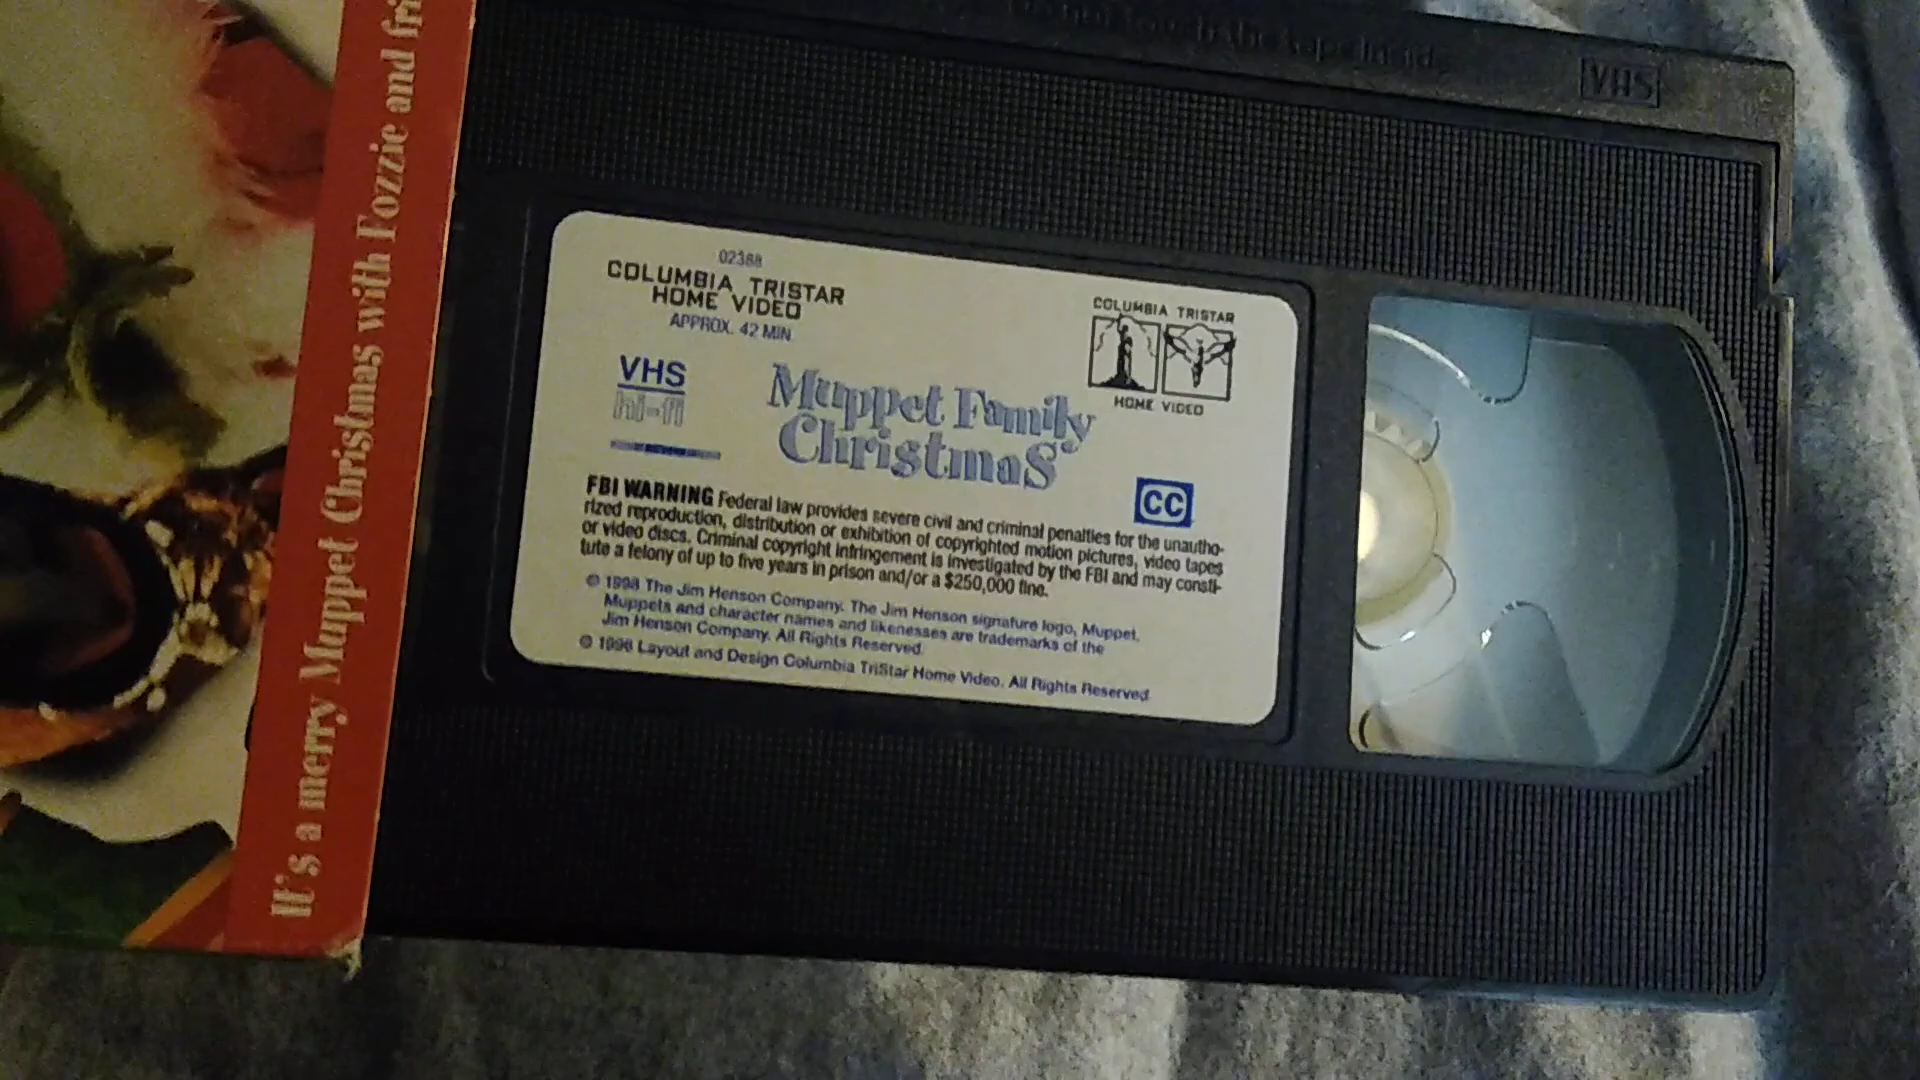 It's a merry Muppet Christmas with Fozzie and
VHS
02388
COLUMBIA TRISTAR
HOME VIDEO
APPROX. 42 MIN.
VHS
hi-fi
Muppet Family
Christmas
COLUMBIA TRISTAR
HOME VIDEO
CC
FBI WARNING Federal law provides severe civil and criminal penalties for the unautho-
rized reproduction, distribution or exhibition of copyrighted motion pictures, video tapes
or video discs. Criminal copyright infringement is investigated by the FBI and may consti-
tute a felony of up to five years in prison and/or a $250,000 fine.
© 1998 The Jim Henson Company. The Jim Henson signature logo, Muppet,
Muppets and character names and likenesses are trademarks of the
Jim Henson Company. All Rights Reserved.
© 1998 Layout and Design Columbia TriStar Home Video. All Rights Reserved.